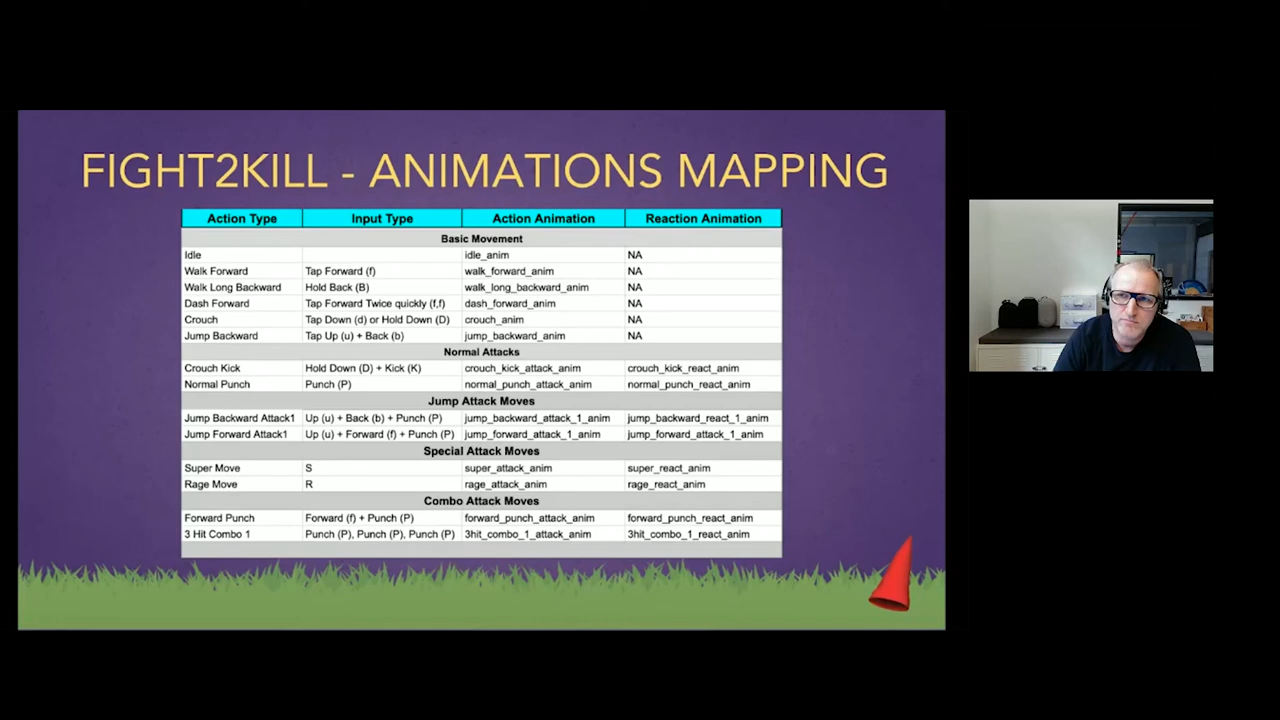 FIGHT2KILL - ANIMATIONS MAPPING
Action Type Input Type Action Animation Reaction Animation
Basic Movement
Idle idle_anim NA
Walk Forward Tap Forward (f) walk_forward_anim NA
Walk Long Backward Hold Back (B) walk_long_backward_anim NA
Dash Forward Tap Forward Twice quickly (f,f) dash_forward_anim NA
Crouch Tap Down (d) or Hold Down (D) crouch_anim NA
Jump Backward Tap Up (u) + Back (b) jump_backward_anim NA
Normal Attacks
Crouch Kick Hold Down (D) + Kick (K) crouch_kick_attack_anim crouch_kick_react_anim
Normal Punch Punch (P) normal_punch_attack_anim normal_punch_react_anim
Jump Attack Moves
Jump Backward Attack1 Up (u) + Back (b) + Punch (P) jump_backward_attack_1_anim jump_backward_react_1_anim
Jump Forward Attack1 Up (u) + Forward (f) + Punch (P) jump_forward_attack_1_anim jump_forward_attack_1_anim
Special Attack Moves
Super Move S super_attack_anim super_react_anim
Rage Move R rage_attack_anim rage_react_anim
Combo Attack Moves
Forward Punch Forward (f) + Punch (P) forward_punch_attack_anim forward_punch_react_anim
3 Hit Combo 1 Punch (P), Punch (P), Punch (P) 3hit_combo_1_attack_anim 3hit_combo_1_react_anim